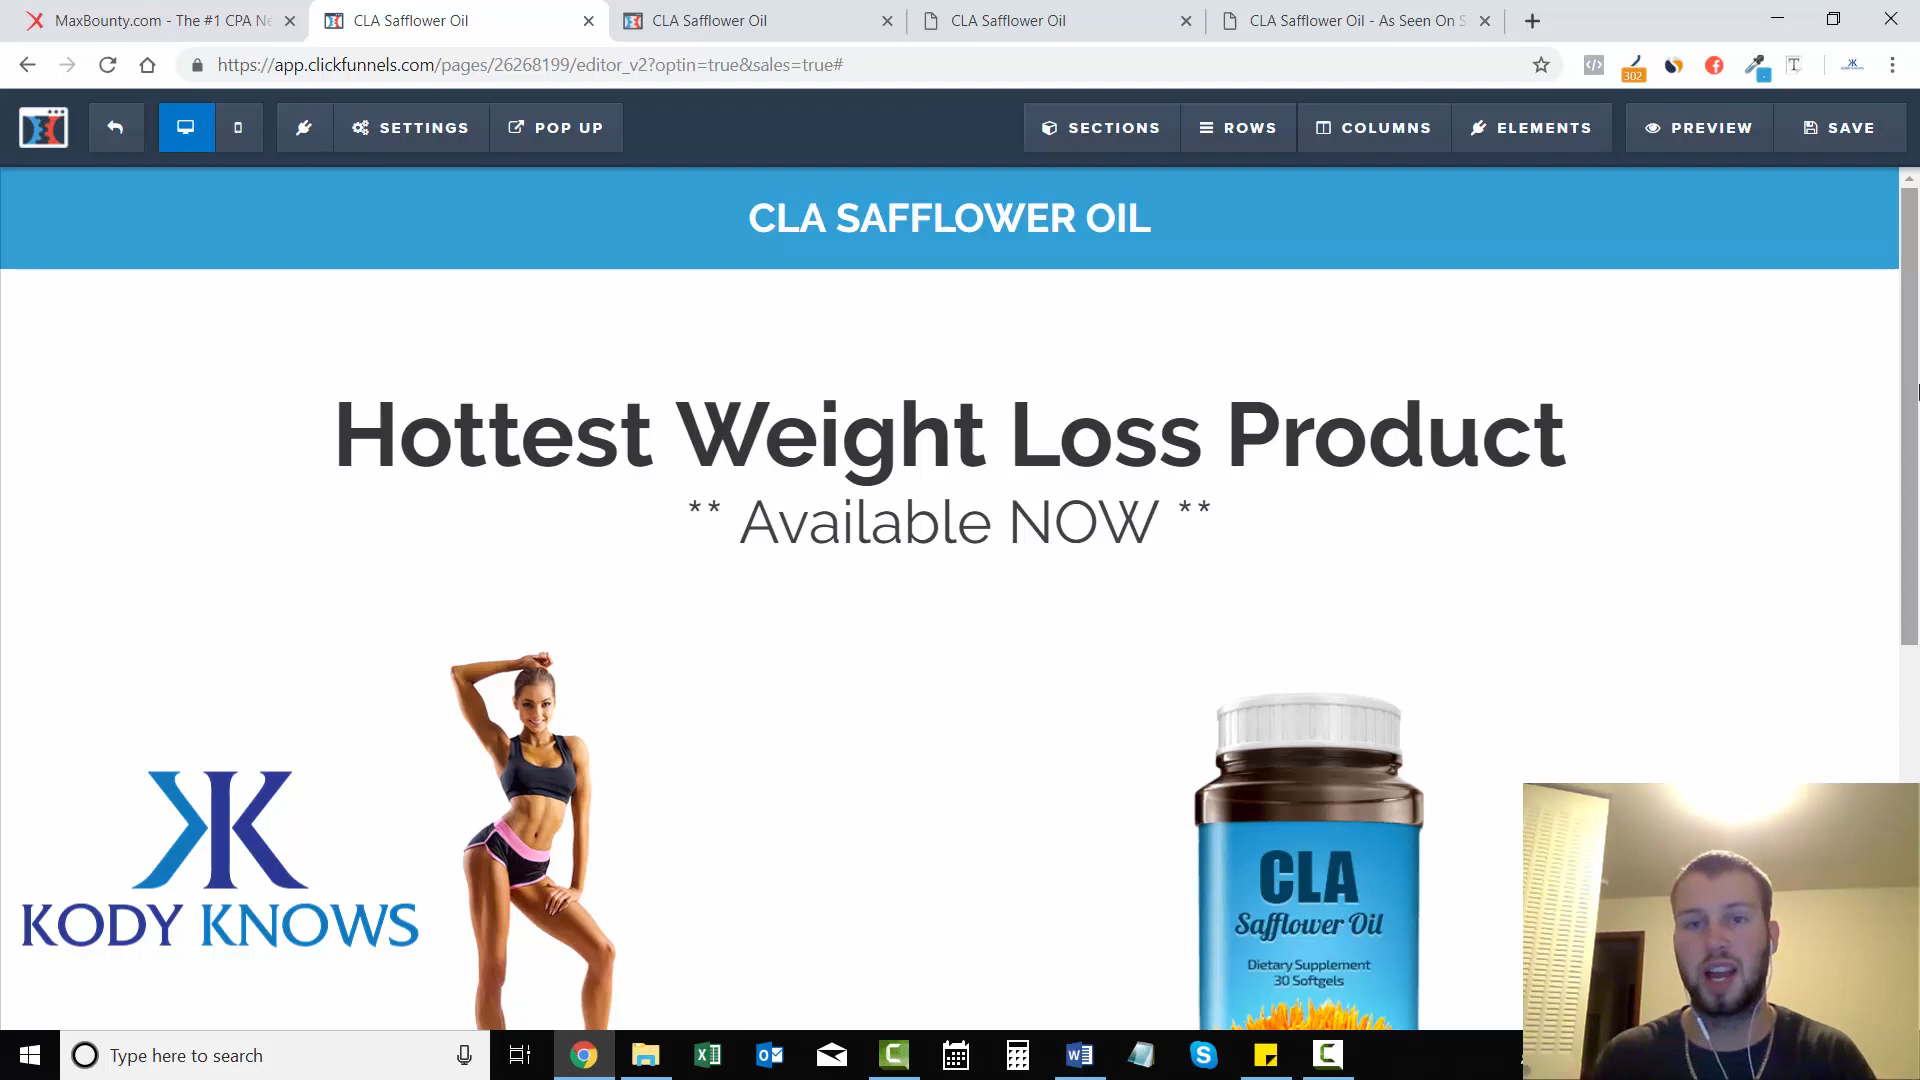 MaxBounty.com - The #1 CPA Ne
CLA Safflower Oil
CLA Safflower Oil
CLA Safflower Oil
CLA Safflower Oil - As Seen On S
https://app.clickfunnels.com/pages/26268199/editor_v2?optin=true&sales=true#
302
SETTINGS
POP UP
SECTIONS
ROWS
COLUMNS
ELEMENTS
PREVIEW
SAVE
CLA SAFFLOWER OIL
Hottest Weight Loss Product
** Available NOW **
KODY KNOWS
CLA
Safflower Oil
Dietary Supplement
30 Softgels
Type here to search